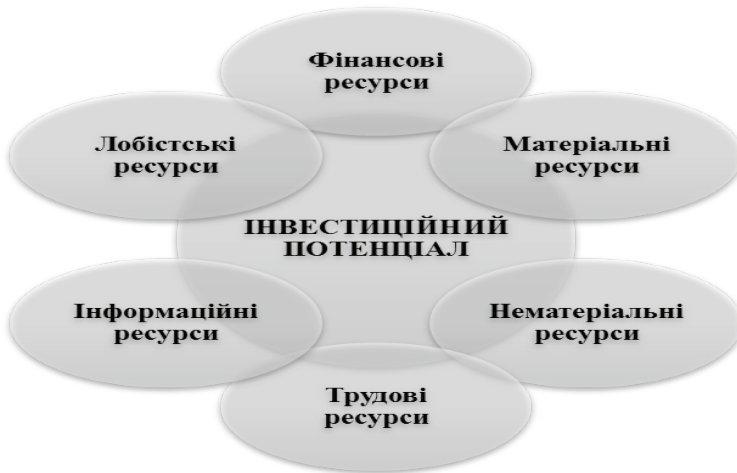 Фінансові
ресурси
Лобістські
ресурси
Матеріальні
ресурси
ІНВЕСТИЦІЙНИЙ
ПОТЕНЦІАЛ
Інформаційні
ресурси
Нематеріальні
ресурси
Трудові
ресурси